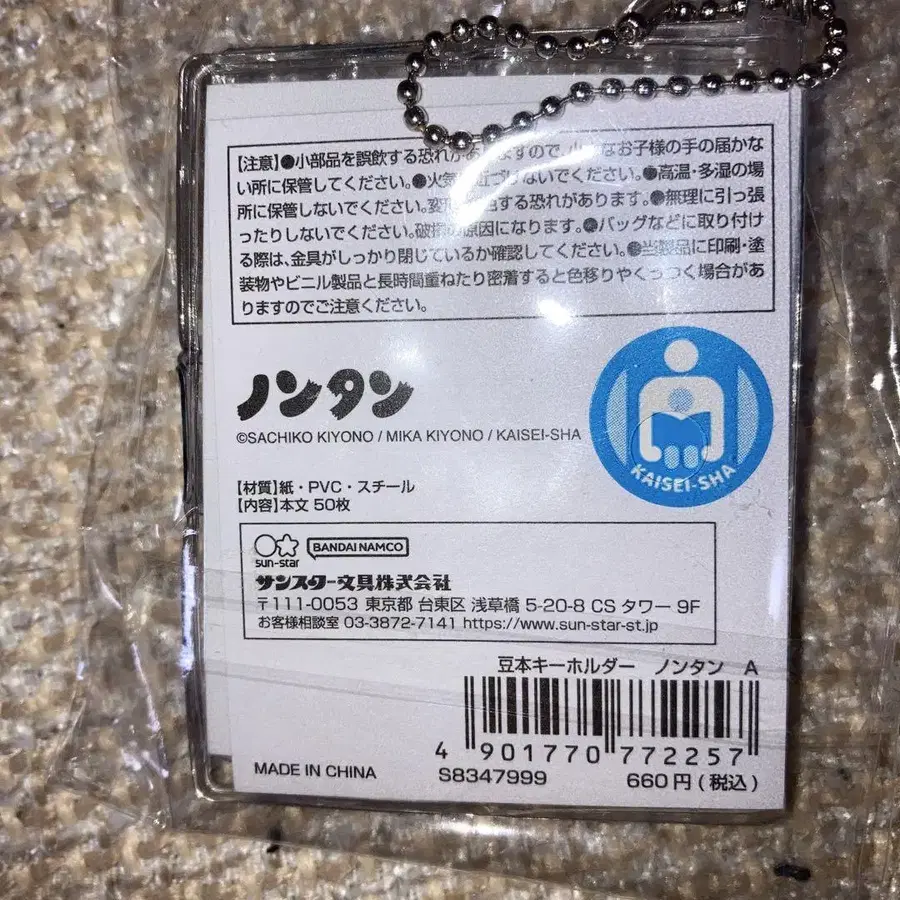 【注意】●小部品を誤飲する恐れがありますので、小さなお子様の手の届かな
い所に保管してください。●火気に近づけないでください。●高温・多湿の場
所に保管しないでください。変形・変色する恐れがあります。●無理に引っ張
ったりしないでください。破損の原因になります。●バッグなどに取り付け
る際は、金具がしっかり閉じているか確認してください。●当製品に印刷・塗
装物やビニル製品と長時間重ねたり密着すると色移りやくっつく場合があ
りますのでご注意ください。
ノンタン
©SACHIKO KIYONO / MIKA KIYONO / KAISEI-SHA
KAISEI-SHA
【材質】紙・PVC・スチール
【内容】本文 50枚
sun-star BANDAI NAMCO
サンスター文具株式会社
〒111-0053 東京都 台東区 浅草橋 5-20-8 CS タワー 9F
お客様相談室 03-3872-7141 https://www.sun-star-st.jp
豆本キーホルダー ノンタン A
4 901770 772257
MADE IN CHINA S8347999 660円(税込)